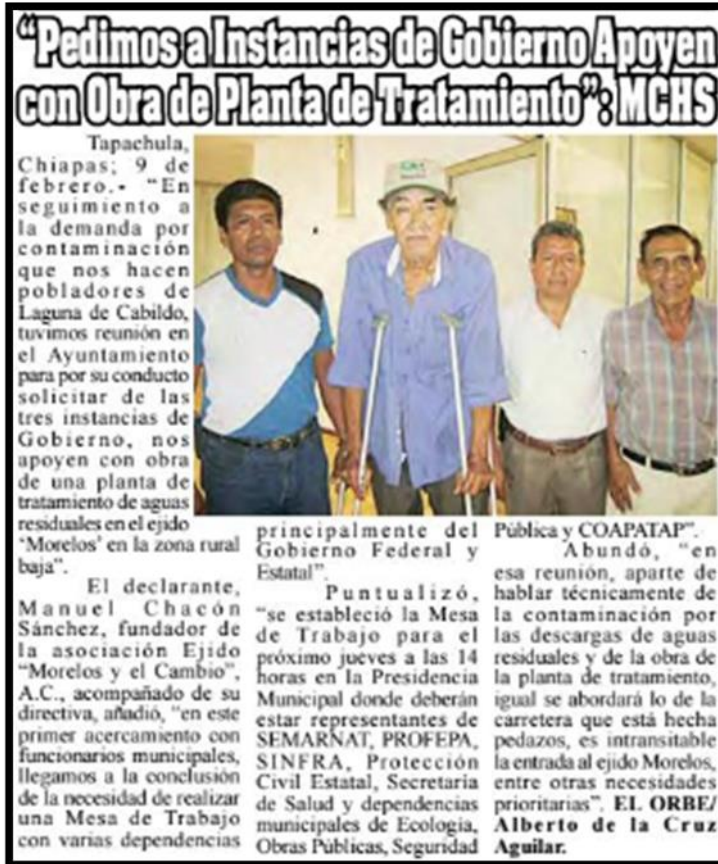 “Pedimos a Instancias de Gobierno Apoyen
con Obra de Planta de Tratamiento”: MCHS
Tapachula,
Chiapas; 9 de
febrero.- “En
seguimiento a
la demanda por
contaminación
que nos hacen
pobladores de
Laguna de Cabildo,
tuvimos reunión en
el Ayuntamiento
para por su conducto
solicitar de las
tres instancias de
Gobierno, nos
apoyen con obra
de una planta de
tratamiento de aguas
residuales en el ejido
‘Morelos’ en la zona rural
baja”.
El declarante,
Manuel Chacón
Sánchez, fundador de
la asociación Ejido
“Morelos y el Cambio”,
A.C., acompañado de su
directiva, añadió, “en este
primer acercamiento con
funcionarios municipales,
llegamos a la conclusión
de la necesidad de realizar
una Mesa de Trabajo
con varias dependencias
principalmente del
Gobierno Federal y
Estatal”.
Puntualizó,
“se estableció la Mesa
de Trabajo para el
próximo jueves a las 14
horas en la Presidencia
Municipal donde deberán
estar representantes de
SEMARNAT, PROFEPA,
SINFRA, Protección
Civil Estatal, Secretaría
de Salud y dependencias
municipales de Ecología,
Obras Públicas, Seguridad
Pública y COAPATAP”.
Abundó, “en
esa reunión, aparte de
hablar técnicamente de
la contaminación por
las descargas de aguas
residuales y de la obra de
la planta de tratamiento,
igual se abordará lo de la
carretera que está hecha
pedazos, es intransitable
la entrada al ejido Morelos,
entre otras necesidades
prioritarias”. EL ORBE/
Alberto de la Cruz
Aguilar.